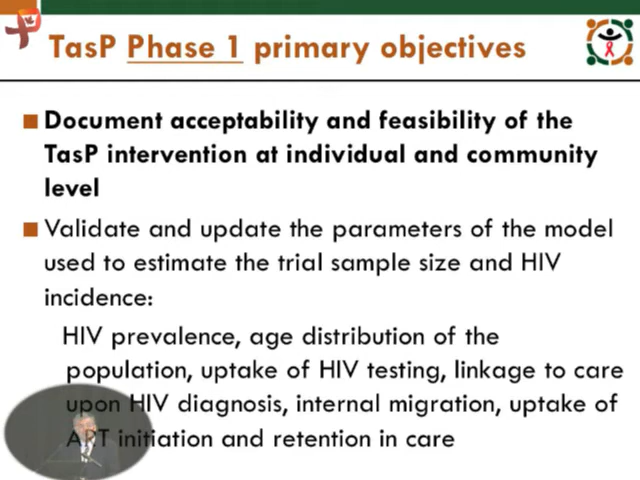 TasP Phase 1 primary objectives
Document acceptability and feasibility of the
TasP intervention at individual and community
level
Validate and update the parameters of the model
used to estimate the trial sample size and HIV
incidence:
HIV prevalence, age distribution of the
population, uptake of HIV testing, linkage to care
upon HIV diagnosis, internal migration, uptake of
ART initiation and retention in care